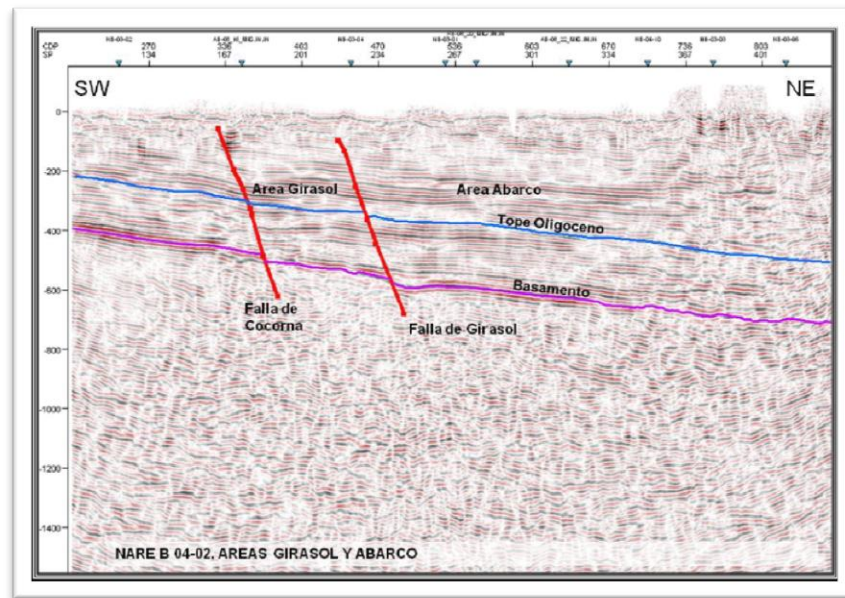 CDP 270 336 401 470 536 603 670 736 803
SP 134 167 201 234 267 301 334 367 401
SW
NE
0
-200
Area Girasol
Area Abarco
Tope Oligoceno
-400
Basamento
-600
Falla de
Cocorna
Falla de Girasol
-800
-1000
-1200
-1400
NARE B 04-02, AREAS GIRASOL Y ABARCO